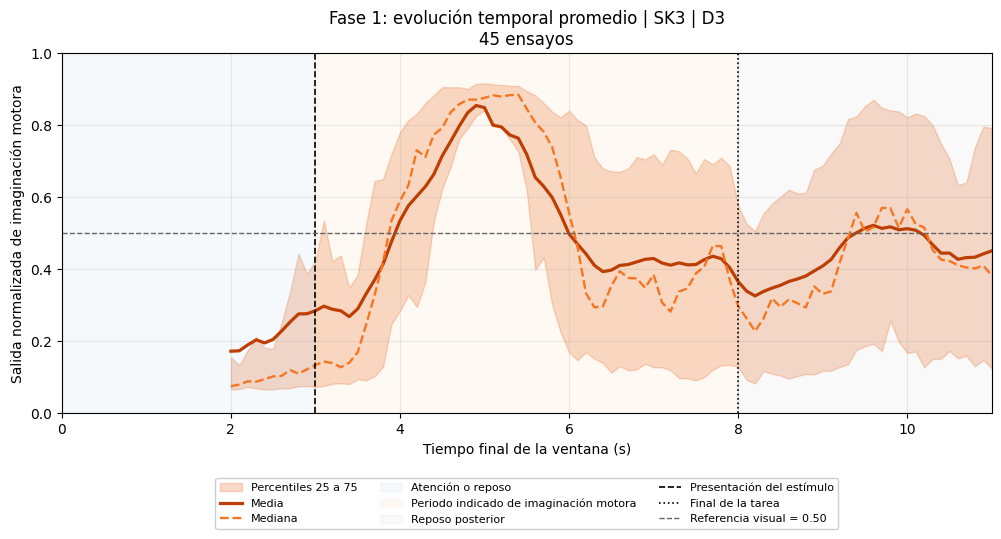 Fase 1: evolución temporal promedio | SK3 | D3
45 ensayos
Salida normalizada de imaginación motora
1.0
0.8
0.6
0.4
0.2
0.0
0
2
4
6
8
10
Tiempo final de la ventana (s)
Percentiles 25 a 75
Media
Mediana
Atención o reposo
Periodo indicado de imaginación motora
Reposo posterior
Presentación del estímulo
Final de la tarea
Referencia visual = 0.50